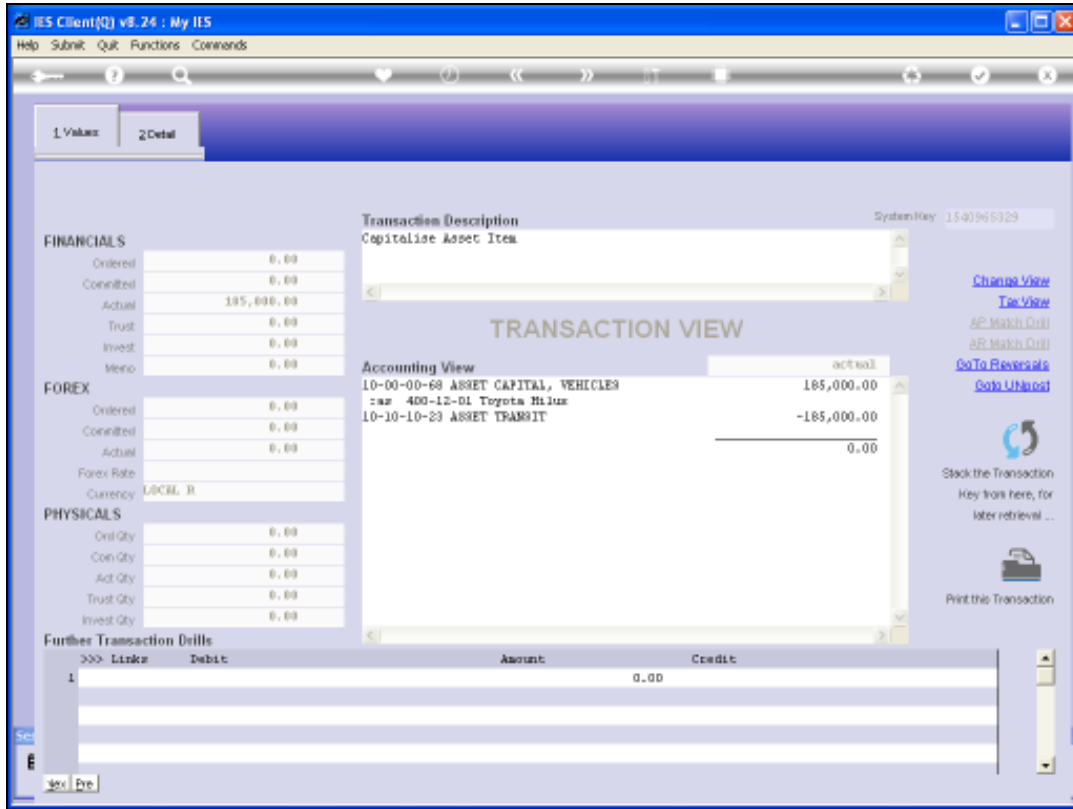 IES Client(Q) v8.24 : My IES
Help Submit Quit Functions Commands
1 Values
2 Detail
System Key 1540965329
Transaction Description
Capitalise Asset Item
FINANCIALS
Ordered 0.00
Committed 0.00
Actual 185,000.00
Trust 0.00
Invest 0.00
Memo 0.00
Change View
Tax View
AP Match Drill
AR Match Drill
GoTo Reversals
Goto UNpost
TRANSACTION VIEW
Accounting View actual
10-00-00-68 ASSET CAPITAL, VEHICLES 185,000.00
:as 400-12-01 Toyota Hilux
10-10-10-23 ASSET TRANSIT -185,000.00
0.00
FOREX
Ordered 0.00
Committed 0.00
Actual 0.00
Forex Rate
Currency LOCAL R
PHYSICALS
Ord Qty 0.00
Com Qty 0.00
Act Qty 0.00
Trust Qty 0.00
Invest Qty 0.00
Stack the Transaction
Key from here, for
later retrieval ...
Print this Transaction
Further Transaction Drills
>>> Links Debit Amount Credit
1 0.00
Pre